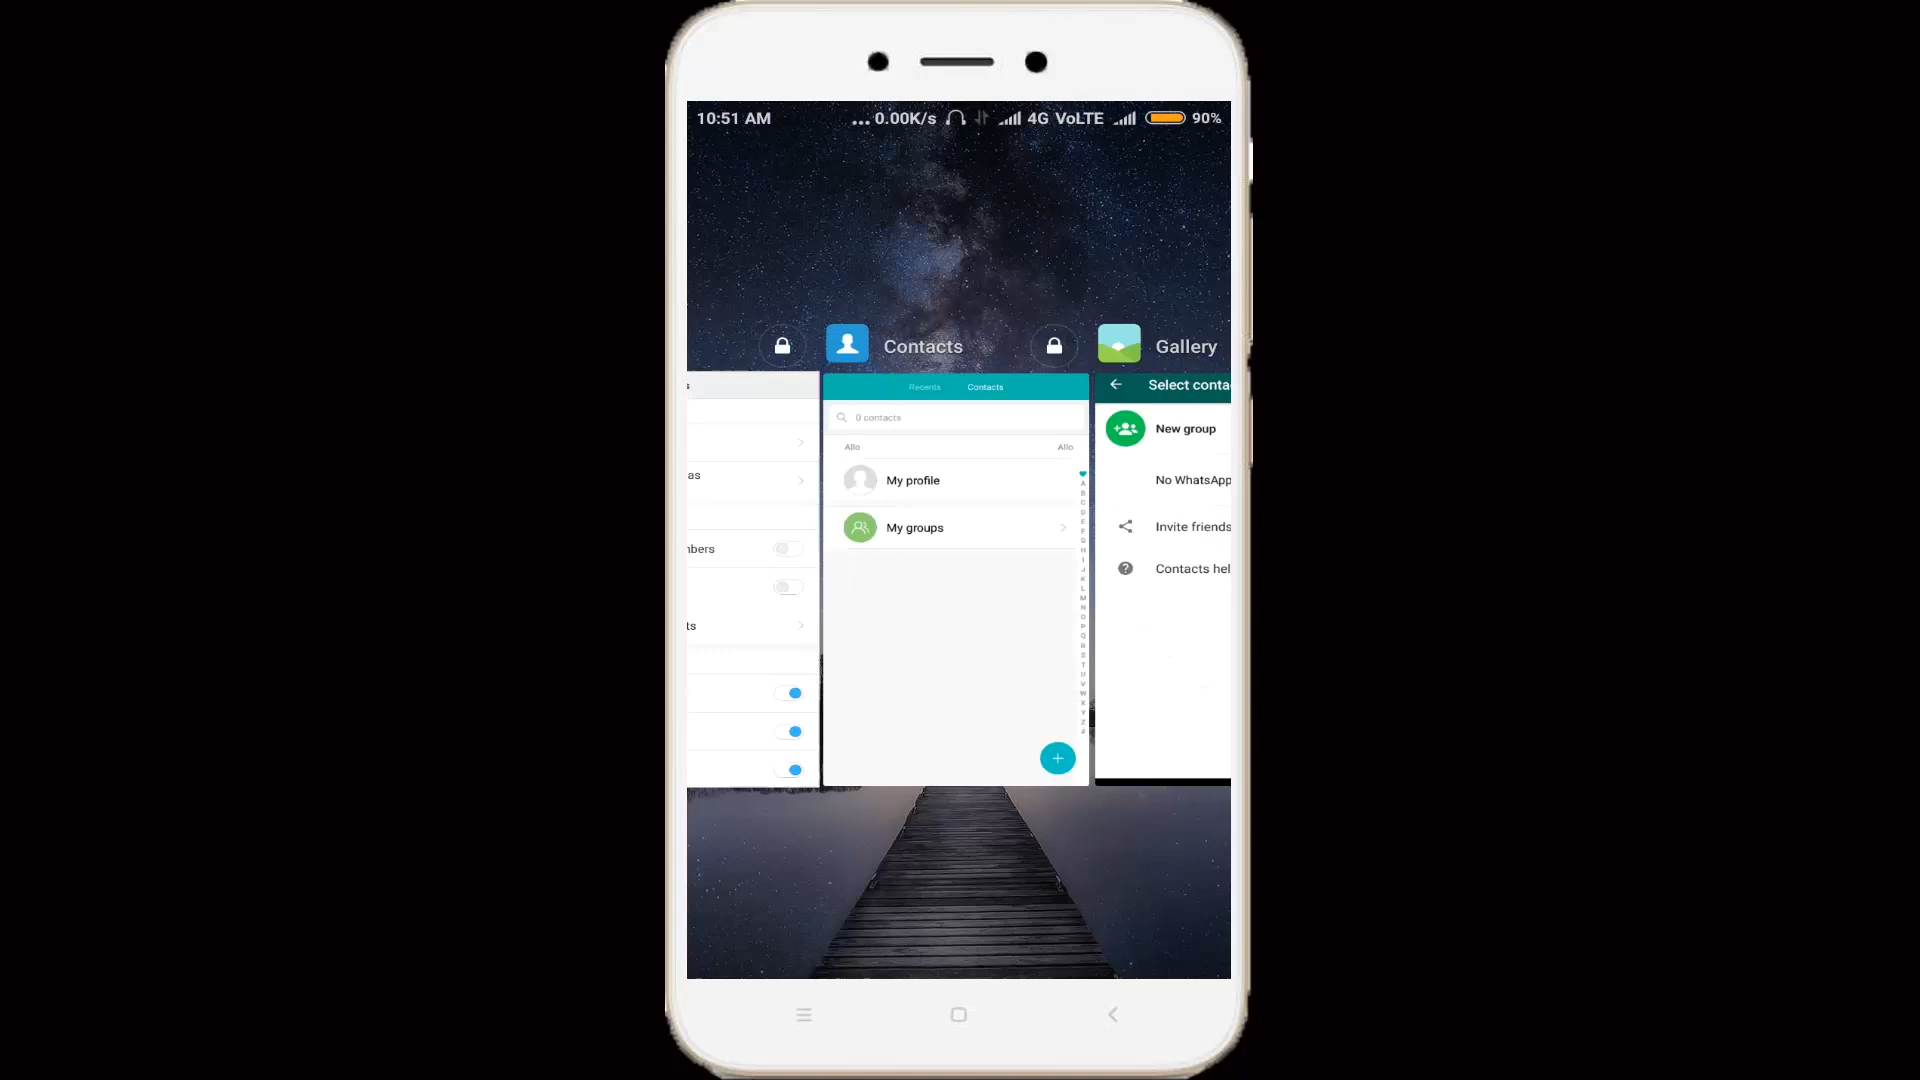 10:51 AM
... 0.00K/s 4G VoLTE 90%
Contacts
Gallery
s
as
nbers
ts
Recents Contacts
0 contacts
Allo Allo
My profile
My groups
A
B
C
D
E
F
G
H
I
J
K
L
M
N
O
P
Q
R
S
T
U
V
W
X
Y
Z
#
Select conta
New group
No WhatsApp
Invite friends
Contacts hel